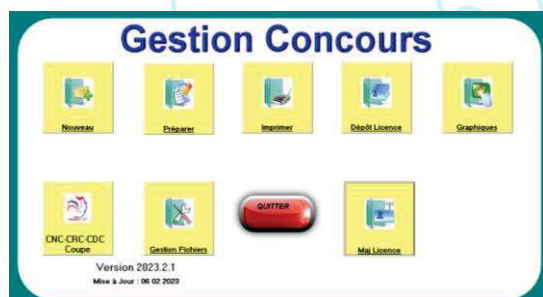 Gestion Concours
Nouveau
Préparer
Imprimer
Dépôt Licence
Graphiques
CNC-CRC-CDC
Coupe
Gestion Fichiers
QUITTER
Maj Licence
Version 2023.2.1
Mise à Jour : 06 02 2023